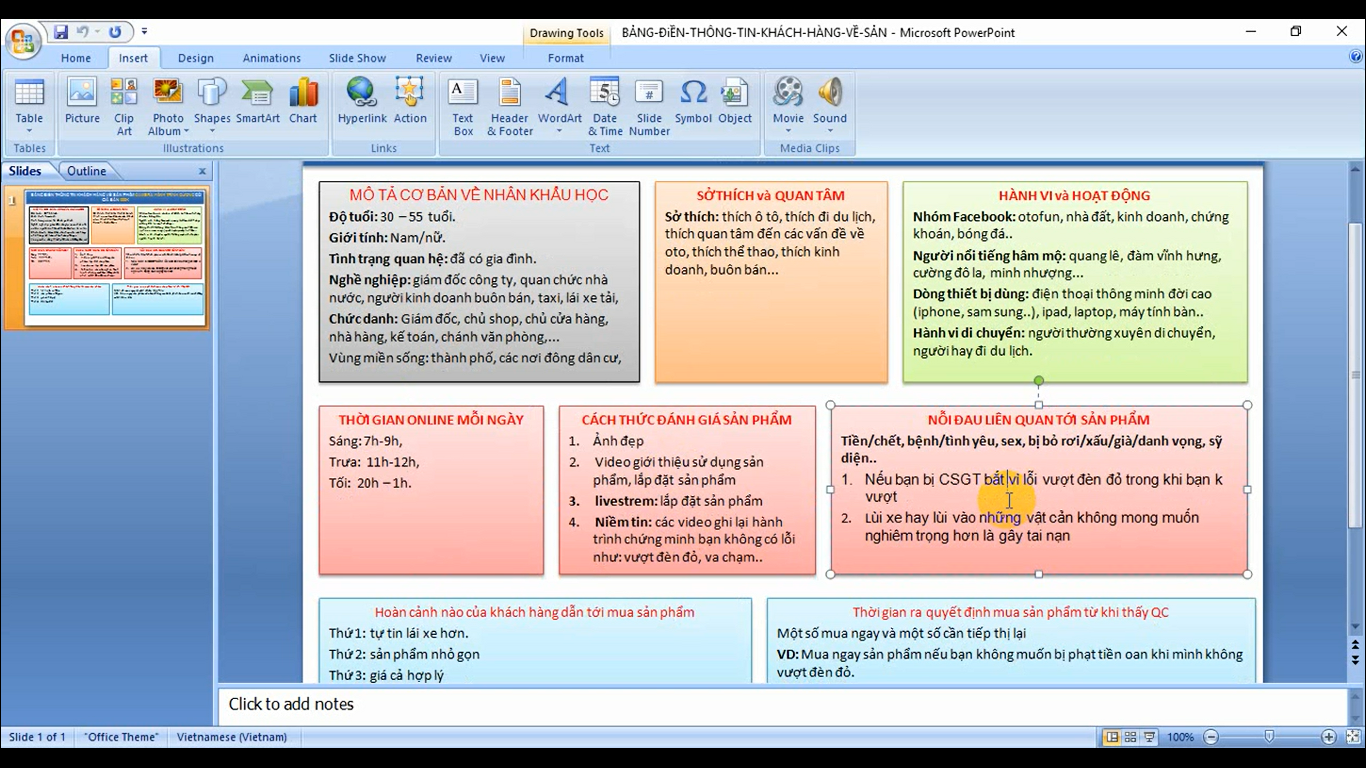 Drawing Tools
BẢNG-ĐiỀN-THÔNG-TIN-KHÁCH-HÀNG-VỀ-SẢN - Microsoft PowerPoint
Home Insert Design Animations Slide Show Review View Format
Table
Picture
Clip Art
Photo Album
Shapes
SmartArt
Chart
Hyperlink
Action
Text Box
Header & Footer
WordArt
Date & Time
Slide Number
Symbol
Object
Movie
Sound
Tables
Illustrations
Links
Text
Media Clips
Slides Outline
1
MÔ TẢ CƠ BẢN VỀ NHÂN KHẨU HỌC
Độ tuổi: 30 – 55 tuổi.
Giới tính: Nam/nữ.
Tình trạng quan hệ: đã có gia đình.
Nghề nghiệp: giám đốc công ty, quan chức nhà
nước, người kinh doanh buôn bán, taxi, lái xe tải,
Chức danh: Giám đốc, chủ shop, chủ cửa hàng,
nhà hàng, kế toán, chánh văn phòng,...
Vùng miền sống: thành phố, các nơi đông dân cư,
SỞ THÍCH và QUAN TÂM
Sở thích: thích ô tô, thích đi du lịch,
thích quan tâm đến các vấn đề về
oto, thích thể thao, thích kinh
doanh, buôn bán...
HÀNH VI và HOẠT ĐỘNG
Nhóm Facebook: otofun, nhà đất, kinh doanh, chứng
khoán, bóng đá..
Người nổi tiếng hâm mộ: quang lê, đàm vĩnh hưng,
cường đô la, minh nhượng...
Dòng thiết bị dùng: điện thoại thông minh đời cao
(iphone, sam sung..), ipad, laptop, máy tính bàn..
Hành vi di chuyển: người thường xuyên di chuyển,
người hay đi du lịch.
THỜI GIAN ONLINE MỖI NGÀY
Sáng: 7h-9h,
Trưa: 11h-12h,
Tối: 20h – 1h.
CÁCH THỨC ĐÁNH GIÁ SẢN PHẨM
1. Ảnh đẹp
2. Video giới thiệu sử dụng sản
phẩm, lắp đặt sản phẩm
3. livestrem: lắp đặt sản phẩm
4. Niềm tin: các video ghi lại hành
trình chứng minh bạn không có lỗi
như: vượt đèn đỏ, va chạm..
NỖI ĐAU LIÊN QUAN TỚI SẢN PHẨM
Tiền/chết, bệnh/tình yêu, sex, bị bỏ rơi/xấu/già/danh vọng, sỹ
diện..
1. Nếu bạn bị CSGT bắt vì lỗi vượt đèn đỏ trong khi bạn k
vượt
2. Lùi xe hay lùi vào những vật cản không mong muốn
nghiêm trọng hơn là gây tai nạn
Hoàn cảnh nào của khách hàng dẫn tới mua sản phẩm
Thứ 1: tự tin lái xe hơn.
Thứ 2: sản phẩm nhỏ gọn
Thứ 3: giá cả hợp lý
Thời gian ra quyết định mua sản phẩm từ khi thấy QC
Một số mua ngay và một số cần tiếp thị lại
VD: Mua ngay sản phẩm nếu bạn không muốn bị phạt tiền oan khi mình không
vượt đèn đỏ.
Click to add notes
Slide 1 of 1 "Office Theme" Vietnamese (Vietnam) 100%